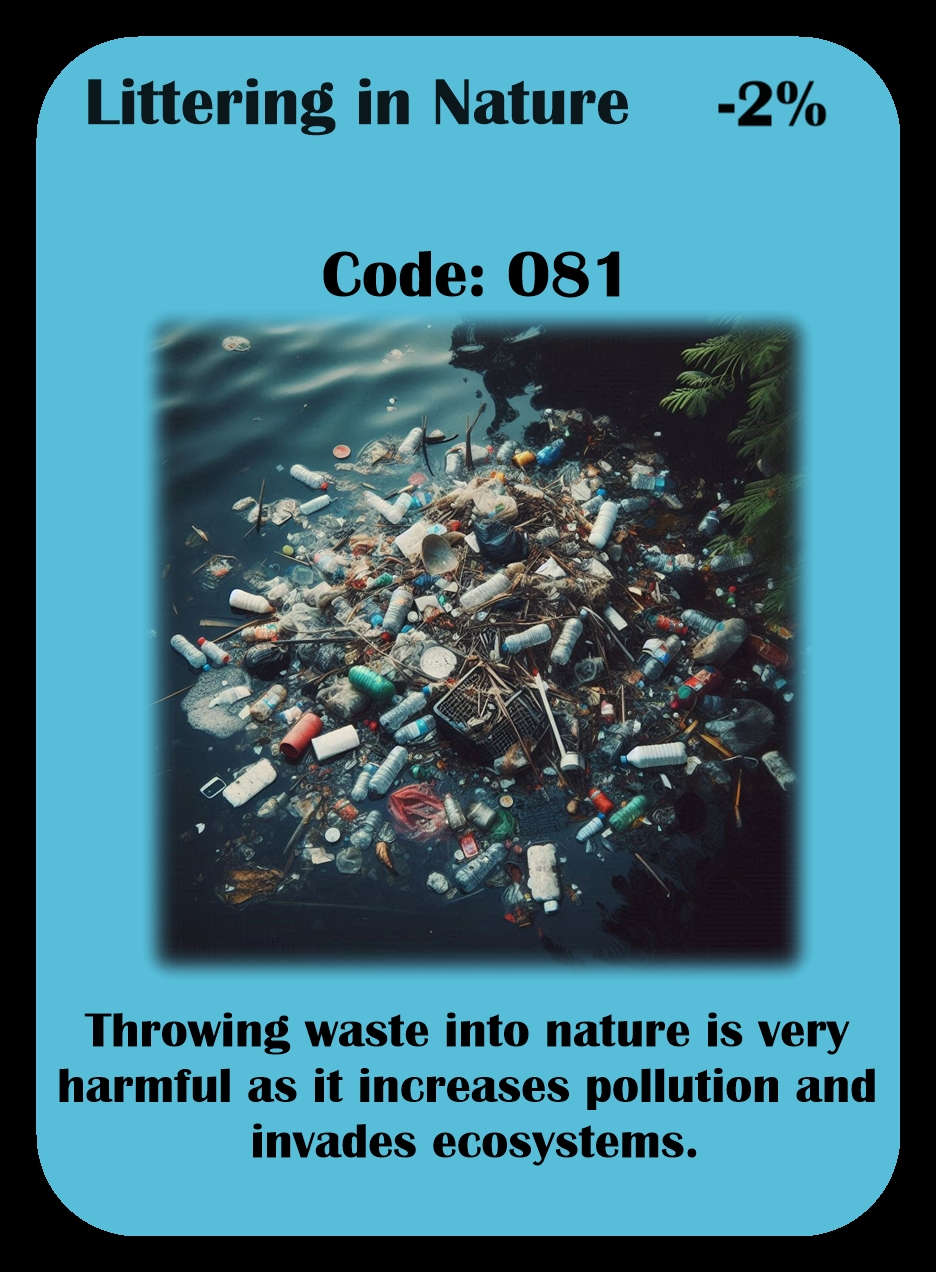 Littering in Nature -2%
Code: 081
Throwing waste into nature is very
harmful as it increases pollution and
invades ecosystems.